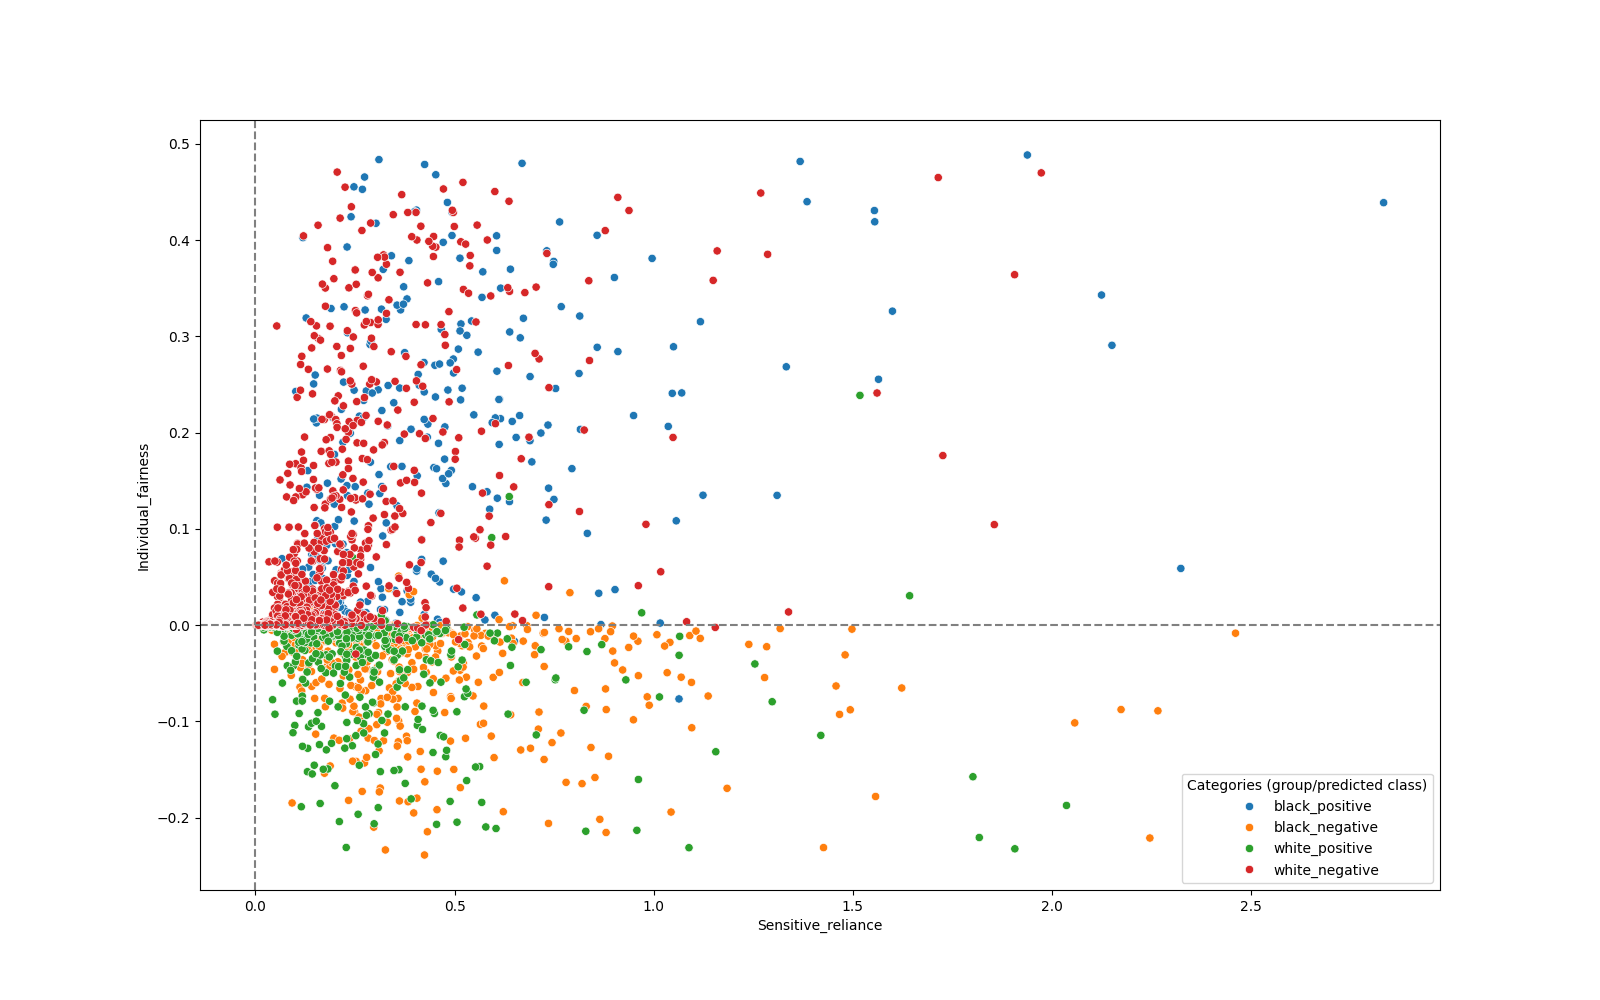 0.5
0.4
0.3
0.2
0.1
0.0
−0.1
−0.2
Individual_fairness
0.0 0.5 1.0 1.5 2.0 2.5
Sensitive_reliance
Categories (group/predicted class)
black_positive
black_negative
white_positive
white_negative